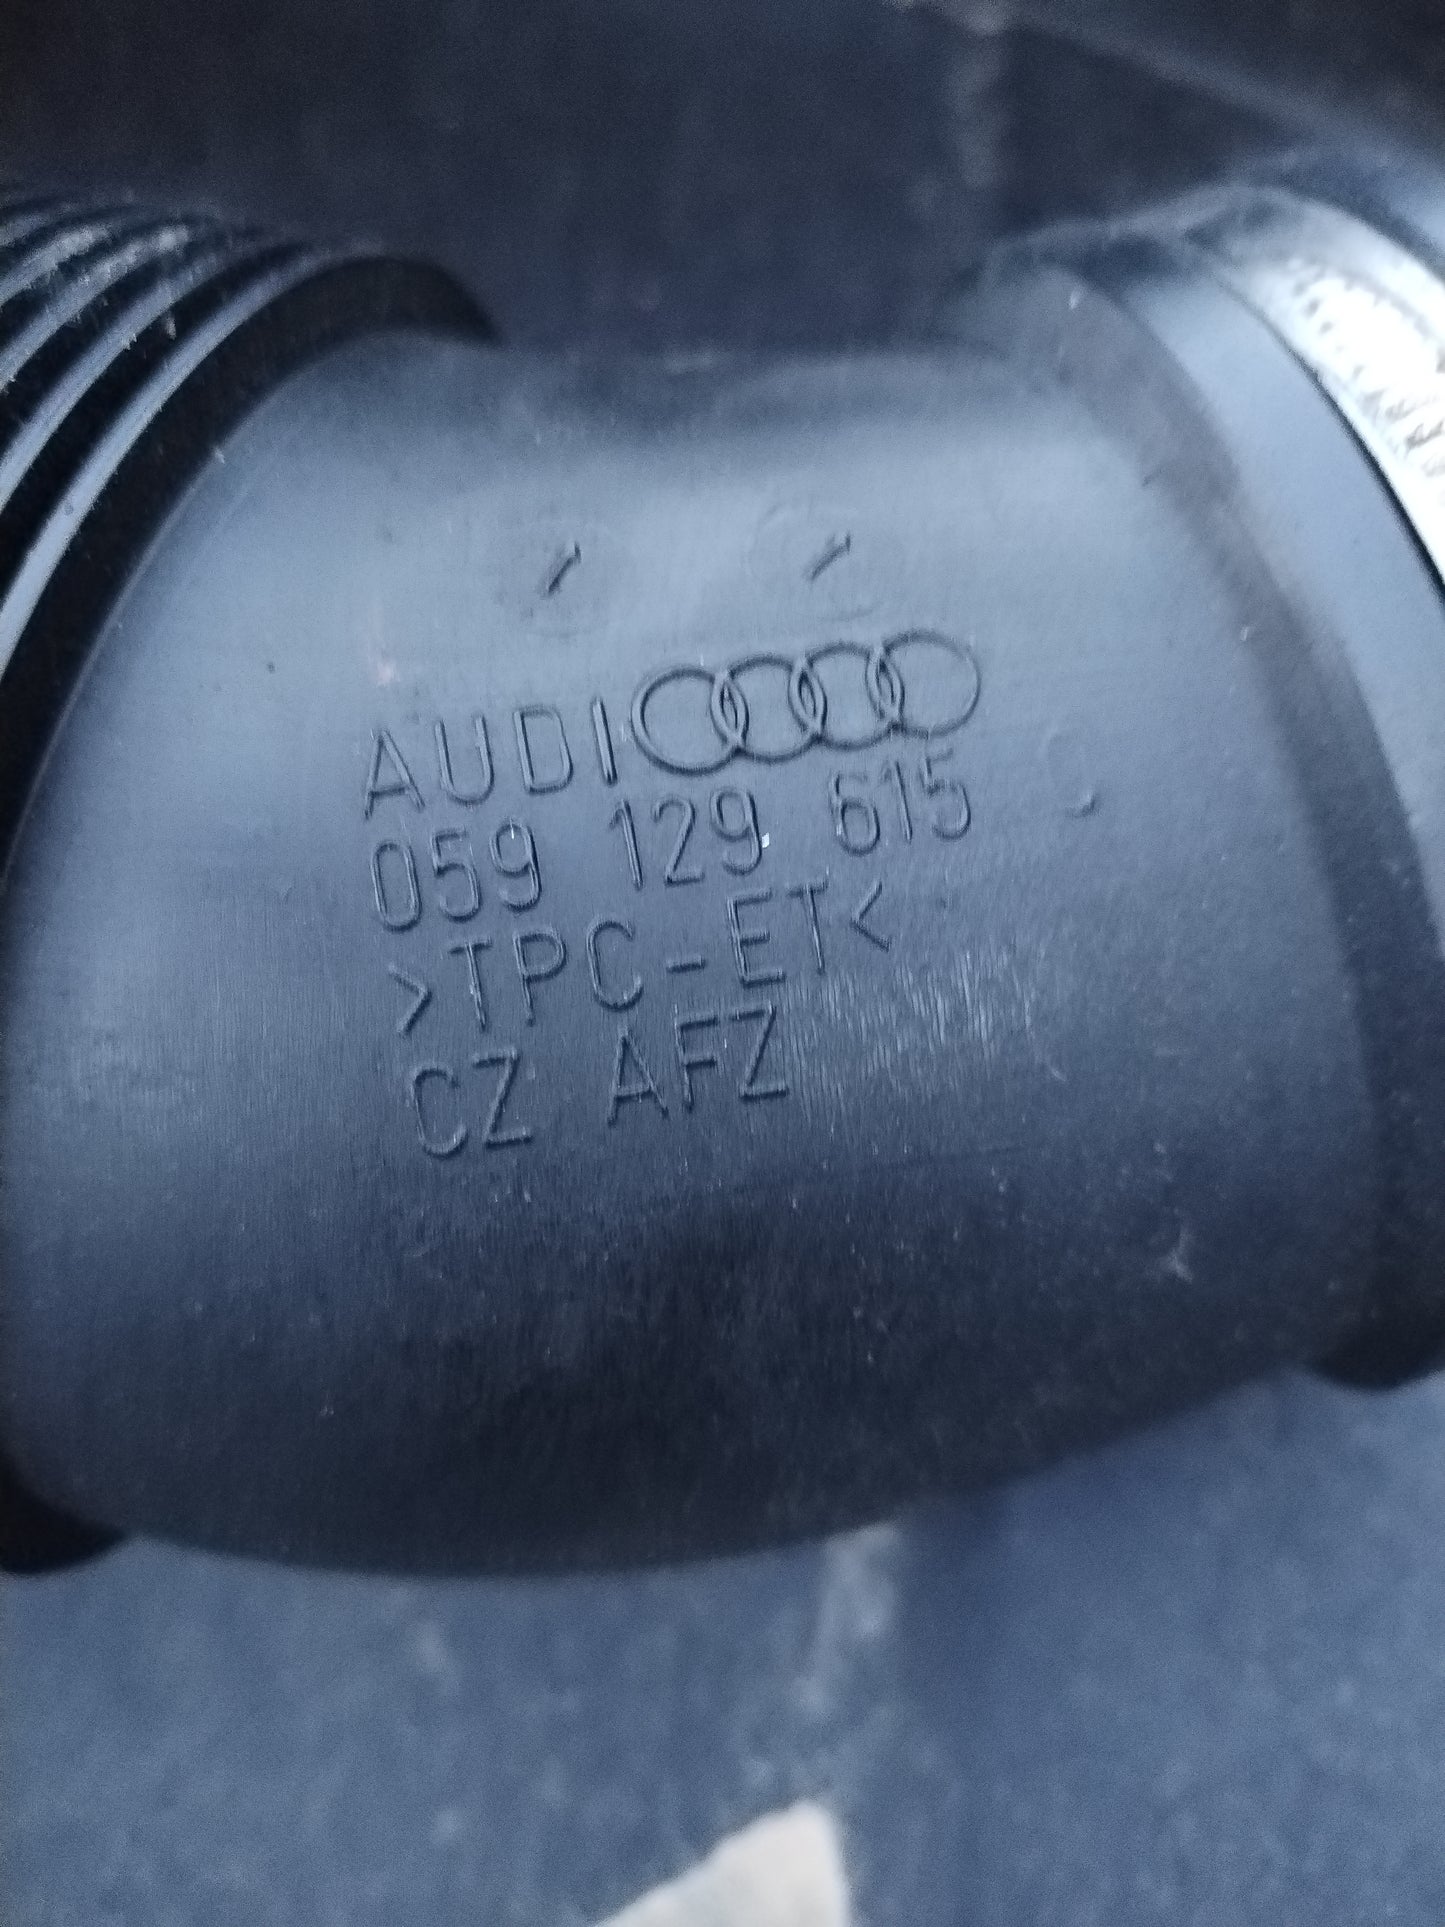 AUDI
059 129 615
>TPC-ET<
CZ AFZ